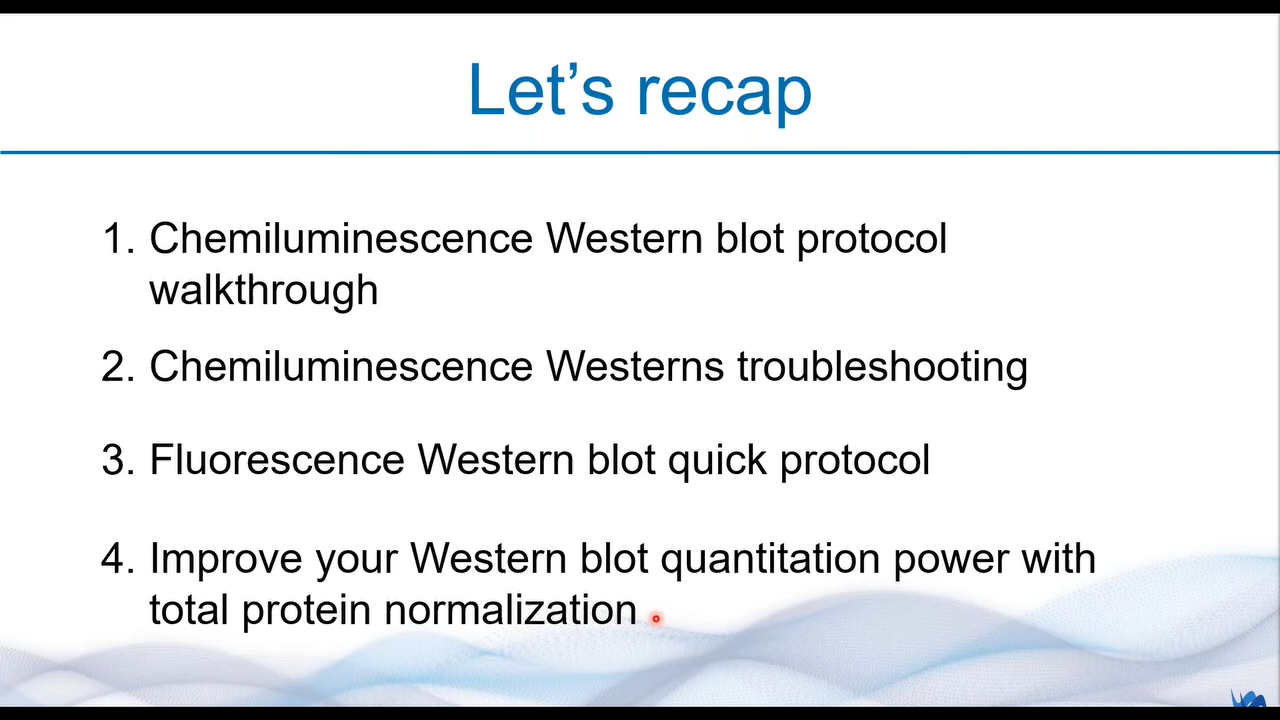 Let’s recap
1. Chemiluminescence Western blot protocol
walkthrough
2. Chemiluminescence Westerns troubleshooting
3. Fluorescence Western blot quick protocol
4. Improve your Western blot quantitation power with
total protein normalization